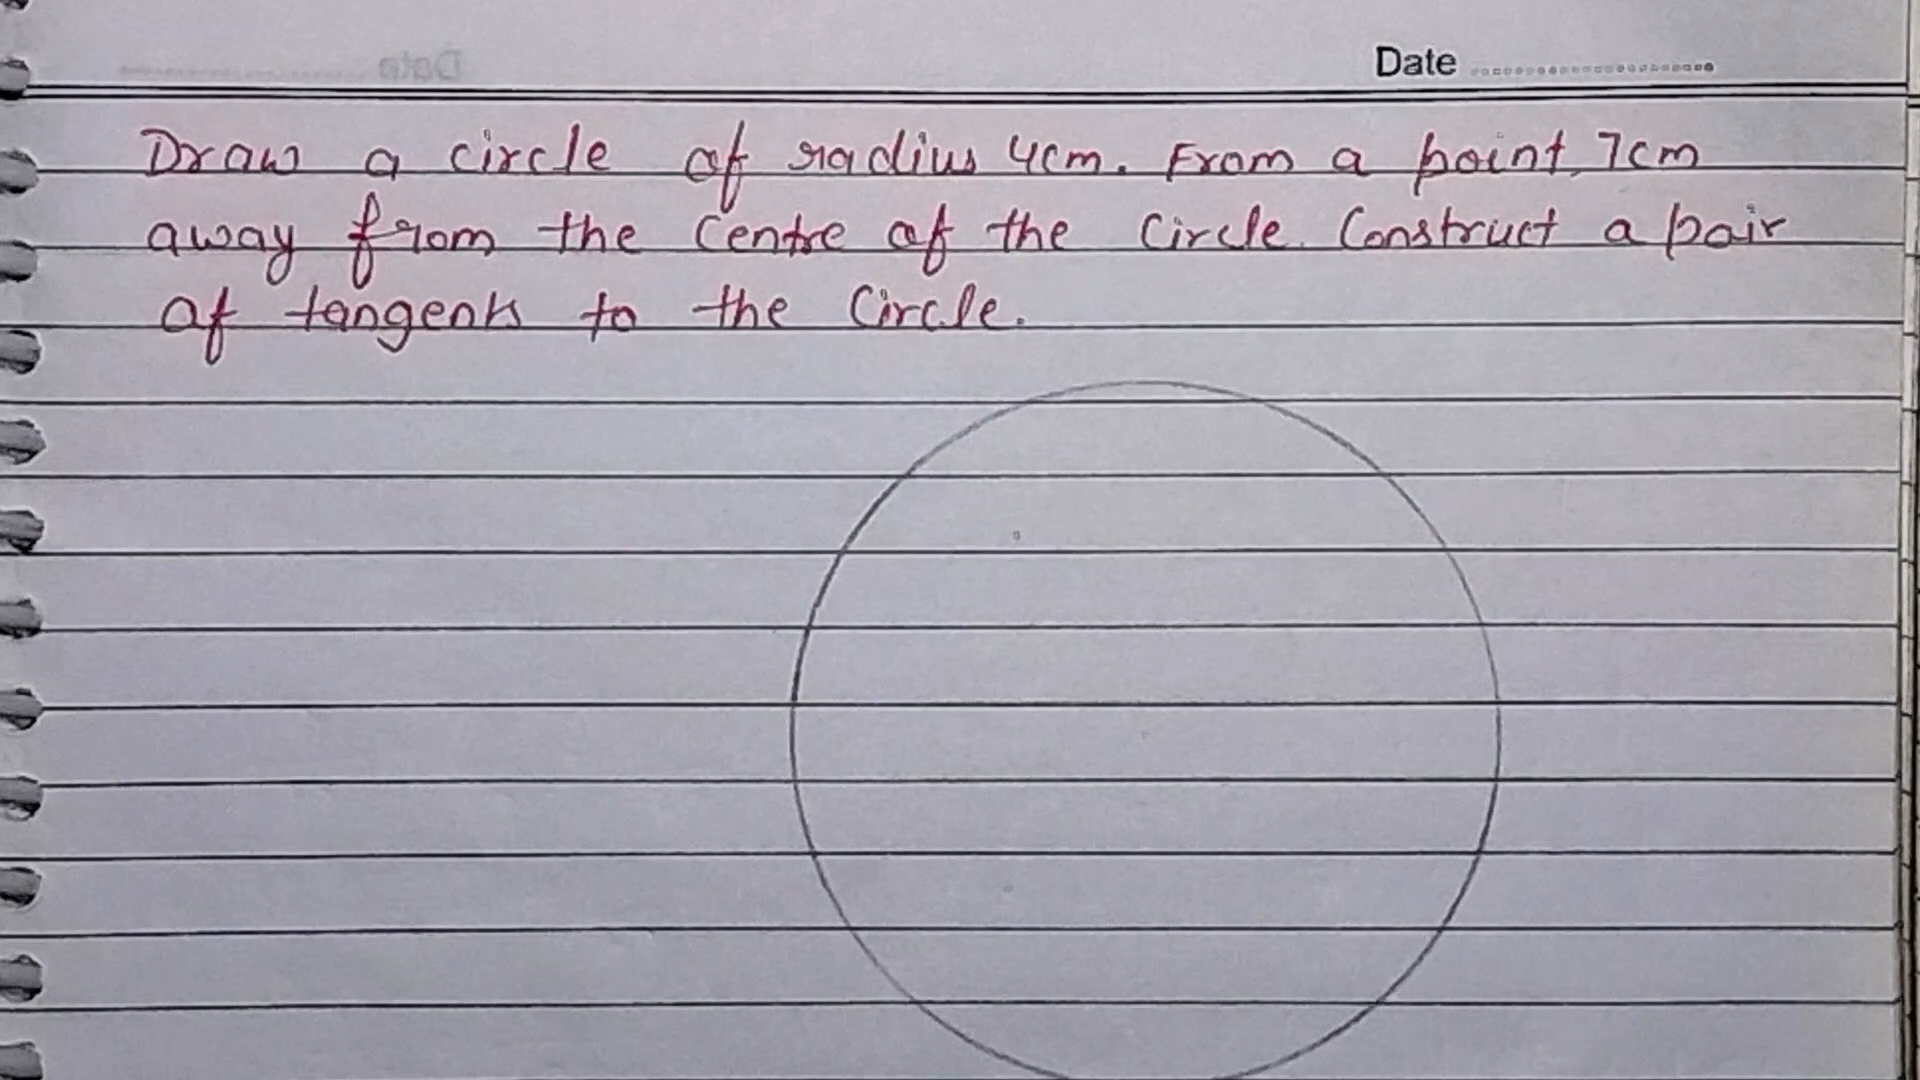 Date
Draw a circle of radius 4cm. From a point 7cm
away from the Centre of the Circle. Construct a pair
of tangents to the Circle.